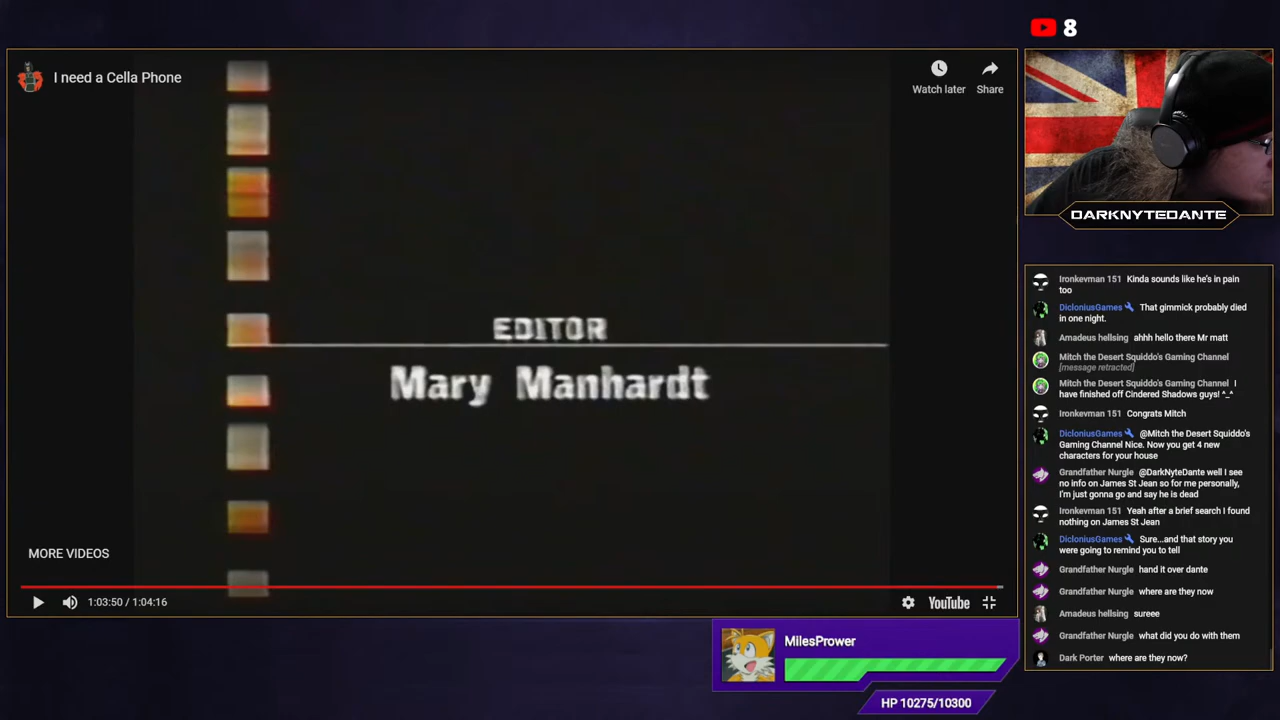 8
I need a Cella Phone
Watch later
Share
EDITOR
Mary Manhardt
MORE VIDEOS
1:03:50 / 1:04:16
YouTube
DARKNYTEDANTE
Ironkevman 151 Kinda sounds like he's in pain
too
DicloniusGames That gimmick probably died
in one night.
Amadeus hellsing ahhh hello there Mr matt
Mitch the Desert Squiddo's Gaming Channel
[message retracted]
Mitch the Desert Squiddo's Gaming Channel I
have finished off Cindered Shadows guys! ^_^
Ironkevman 151 Congrats Mitch
DicloniusGames @Mitch the Desert Squiddo's
Gaming Channel Nice. Now you get 4 new
characters for your house
Grandfather Nurgle @DarkNyteDante well I see
no info on James St Jean so for me personally,
I'm just gonna go and say he is dead
Ironkevman 151 Yeah after a brief search I found
nothing on James St Jean
DicloniusGames Sure...and that story you
were going to remind you to tell
Grandfather Nurgle hand it over dante
Grandfather Nurgle where are they now
Amadeus hellsing sureee
Grandfather Nurgle what did you do with them
Dark Porter where are they now?
MilesPrower
HP 10275/10300